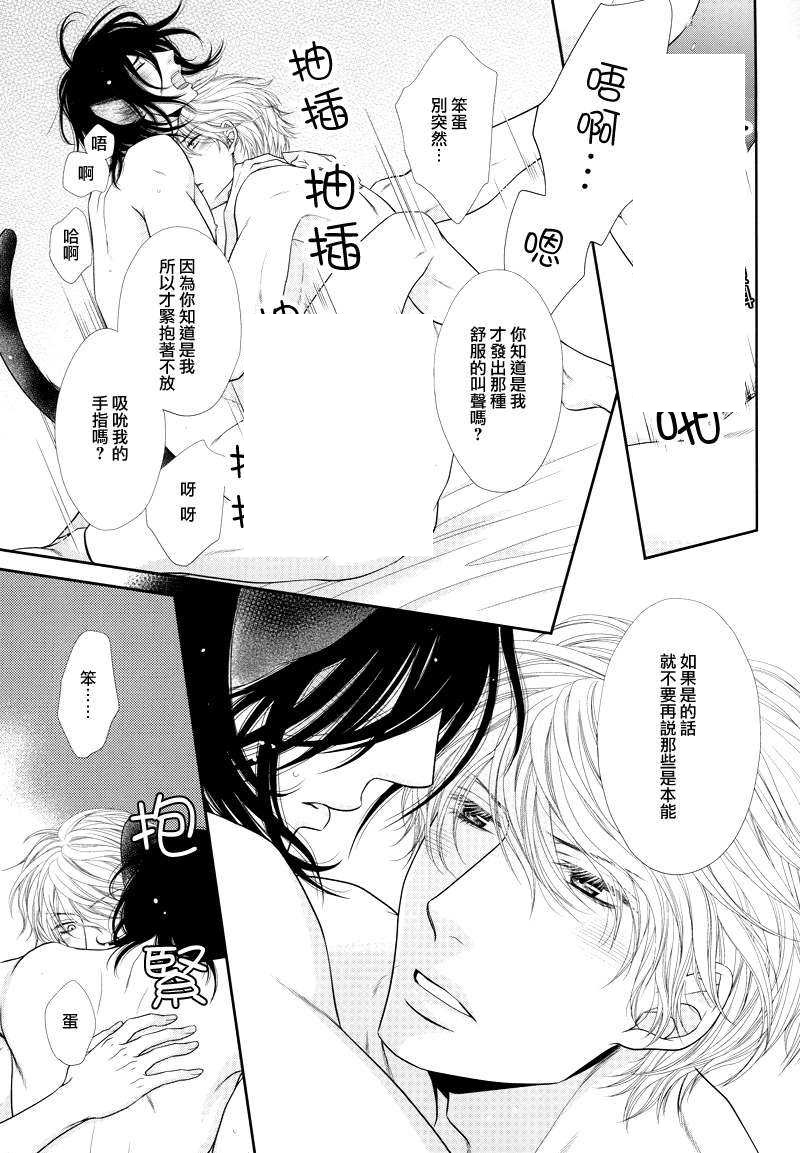 唔啊…
嗯
笨蛋
別突然…
抽插
抽插
唔
啊
哈
啊
你知道是我
才發出那種
舒服的叫聲嗎?
因為你知道是我
所以才緊抱著不放
吸吮我的
手指嗎?
呀
呀
如果是的話
就不要再說那些是本能
笨……
抱
緊
蛋